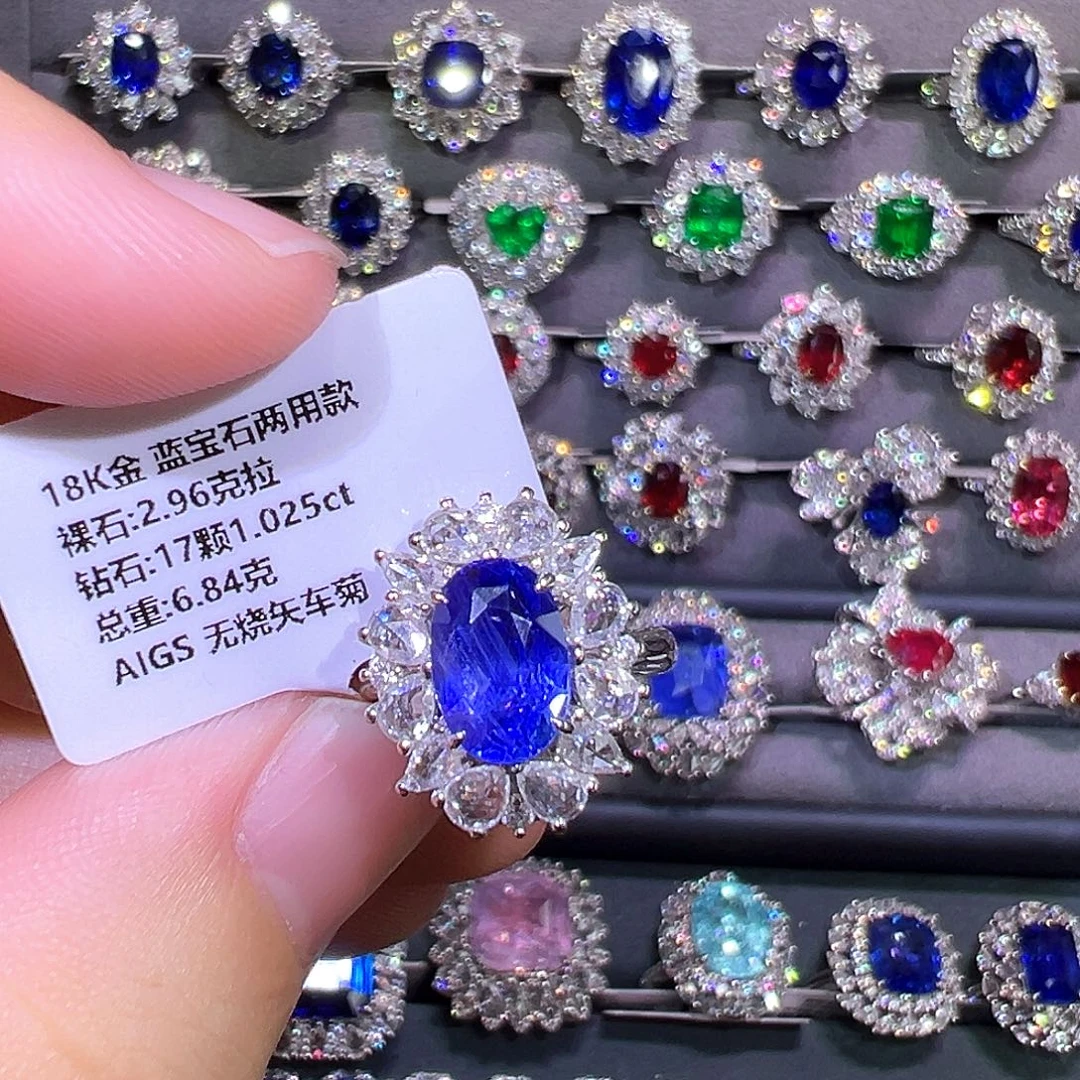 18K金 蓝宝石两用款
裸石:2.96克拉
钻石:17颗1.025ct
总重:6.84克
AIGS 无烧矢车菊